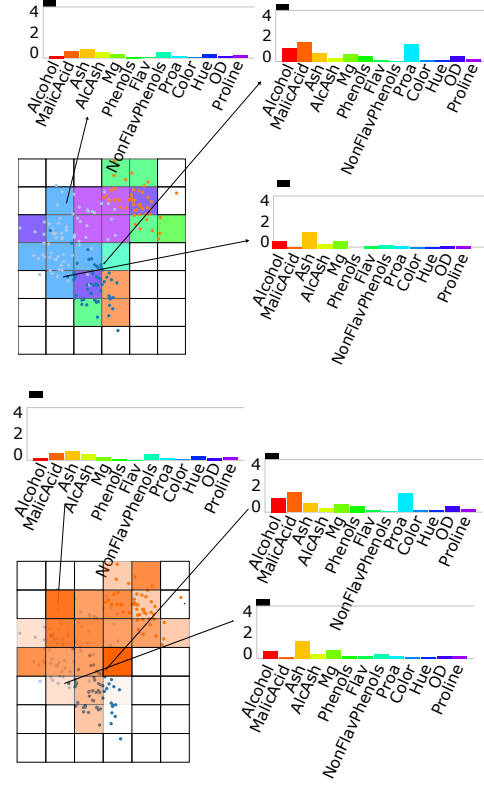 4
2
0
Alcohol
MalicAcid
Ash
AlcAsh
Mg
Phenols
Flav
NonFlavPhenols
Proa
Color
Hue
OD
Proline
4
2
0
Alcohol
MalicAcid
Ash
AlcAsh
Mg
Phenols
Flav
NonFlavPhenols
Proa
Color
Hue
OD
Proline
4
2
0
Alcohol
MalicAcid
Ash
AlcAsh
Mg
Phenols
Flav
NonFlavPhenols
Proa
Color
Hue
OD
Proline
4
2
0
Alcohol
MalicAcid
Ash
AlcAsh
Mg
Phenols
Flav
NonFlavPhenols
Proa
Color
Hue
OD
Proline
4
2
0
Alcohol
MalicAcid
Ash
AlcAsh
Mg
Phenols
Flav
NonFlavPhenols
Proa
Color
Hue
OD
Proline
4
2
0
Alcohol
MalicAcid
Ash
AlcAsh
Mg
Phenols
Flav
NonFlavPhenols
Proa
Color
Hue
OD
Proline